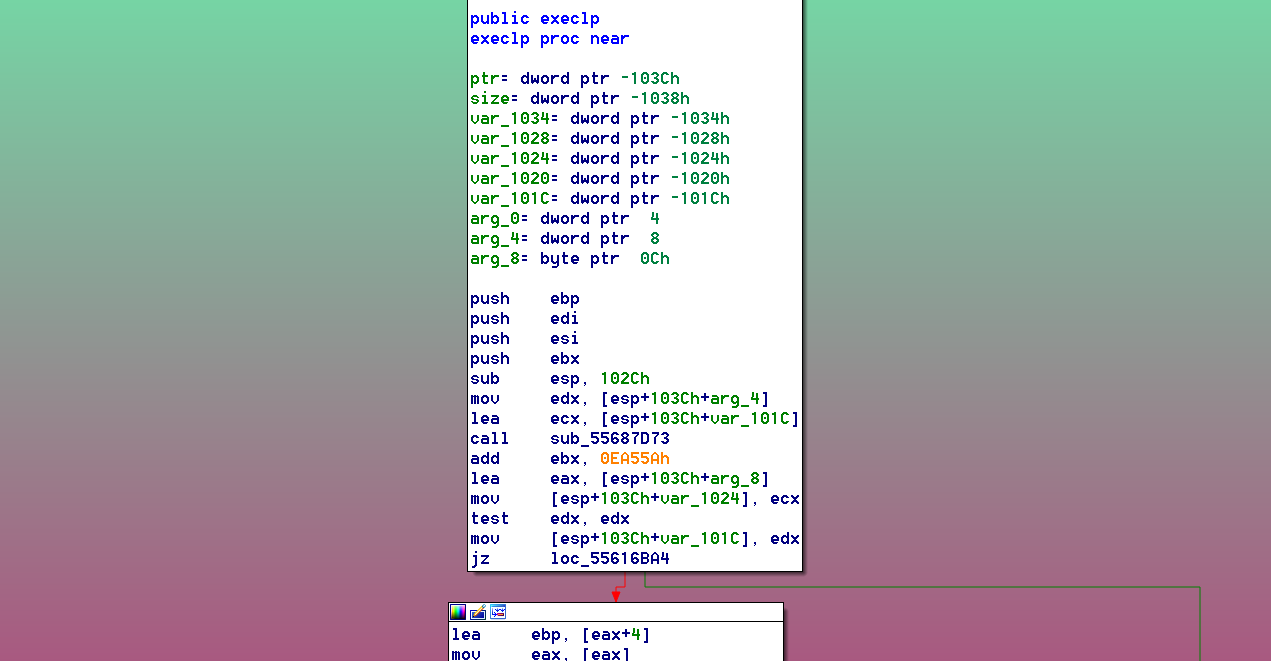 public execlp
execlp proc near
ptr= dword ptr -103Ch
size= dword ptr -1038h
var_1034= dword ptr -1034h
var_1028= dword ptr -1028h
var_1024= dword ptr -1024h
var_1020= dword ptr -1020h
var_101C= dword ptr -101Ch
arg_0= dword ptr  4
arg_4= dword ptr  8
arg_8= byte ptr  0Ch
push    ebp
push    edi
push    esi
push    ebx
sub     esp, 102Ch
mov     edx, [esp+103Ch+arg_4]
lea     ecx, [esp+103Ch+var_101C]
call    sub_55687D73
add     ebx, 0EA55Ah
lea     eax, [esp+103Ch+arg_8]
mov     [esp+103Ch+var_1024], ecx
test    edx, edx
mov     [esp+103Ch+var_101C], edx
jz      loc_55616BA4
lea     ebp, [eax+4]
mov     eax, [eax]